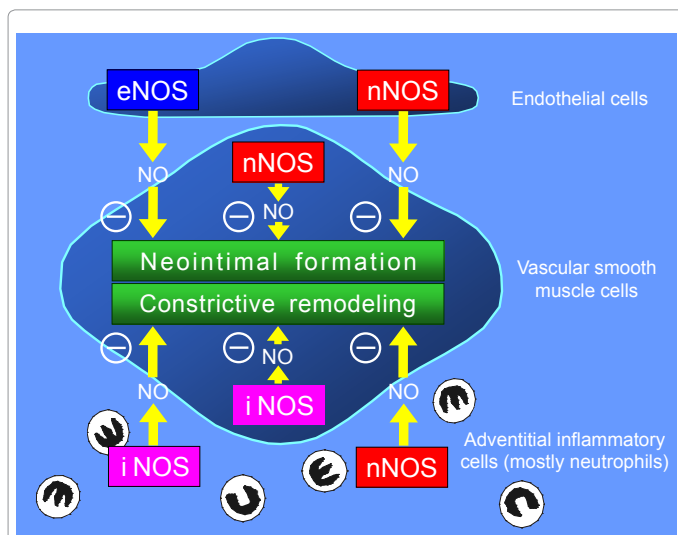 eNOS
nNOS
Endothelial cells
NO
NO
nNOS
NO
Neointimal formation
Constrictive remodeling
Vascular smooth
muscle cells
NO
NO
NO
i NOS
i NOS
nNOS
Adventitial inflammatory
cells (mostly neutrophils)